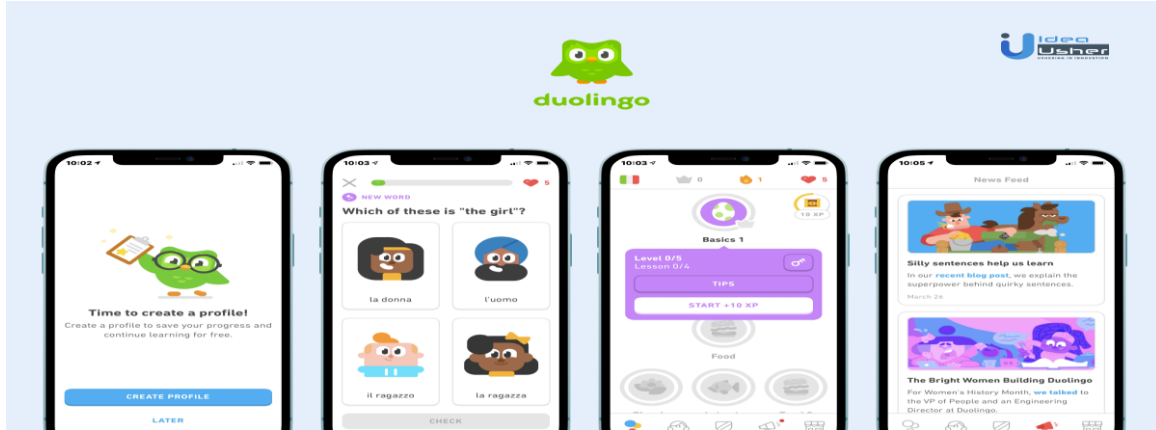 Idea
Usher
USHERING IN INNOVATION
duolingo
10:02
Time to create a profile!
Create a profile to save your progress and
continue learning for free.
CREATE PROFILE
LATER
10:03
5
NEW WORD
Which of these is "the girl"?
la donna
l'uomo
il ragazzo
la ragazza
CHECK
10:03
0
1
5
10 XP
Basics 1
Level 0/5
Lesson 0/4
TIPS
START +10 XP
Food
10:05
News Feed
Silly sentences help us learn
In our recent blog post, we explain the
superpower behind quirky sentences.
March 26
The Bright Women Building Duolingo
For Women's History Month, we talked to
the VP of People and an Engineering
Director at Duolingo.